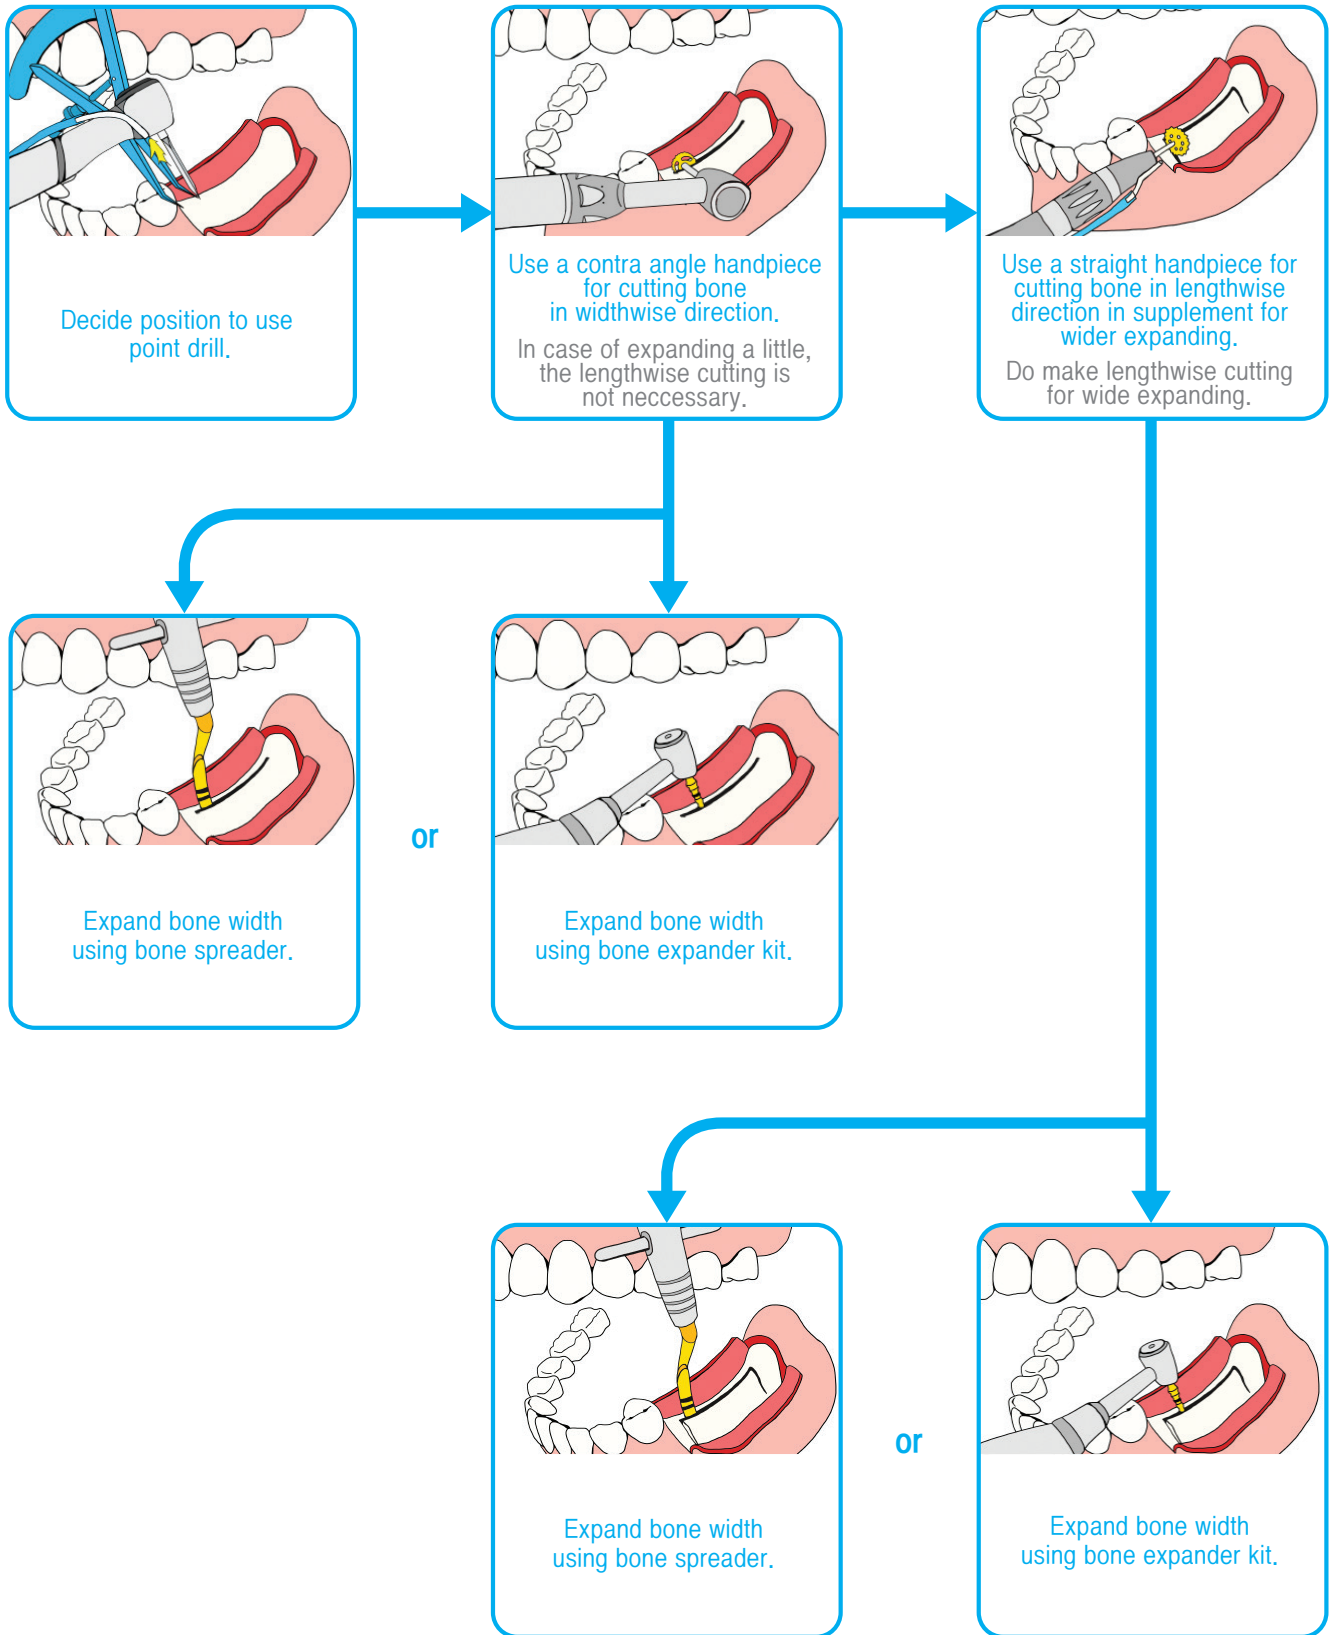 Decide position to use
point drill.
Use a contra angle handpiece
for cutting bone
in widthwise direction.
In case of expanding a little,
the lengthwise cutting is
not neccessary.
Use a straight handpiece for
cutting bone in lengthwise
direction in supplement for
wider expanding.
Do make lengthwise cutting
for wide expanding.
Expand bone width
using bone spreader.
or
Expand bone width
using bone expander kit.
Expand bone width
using bone spreader.
or
Expand bone width
using bone expander kit.